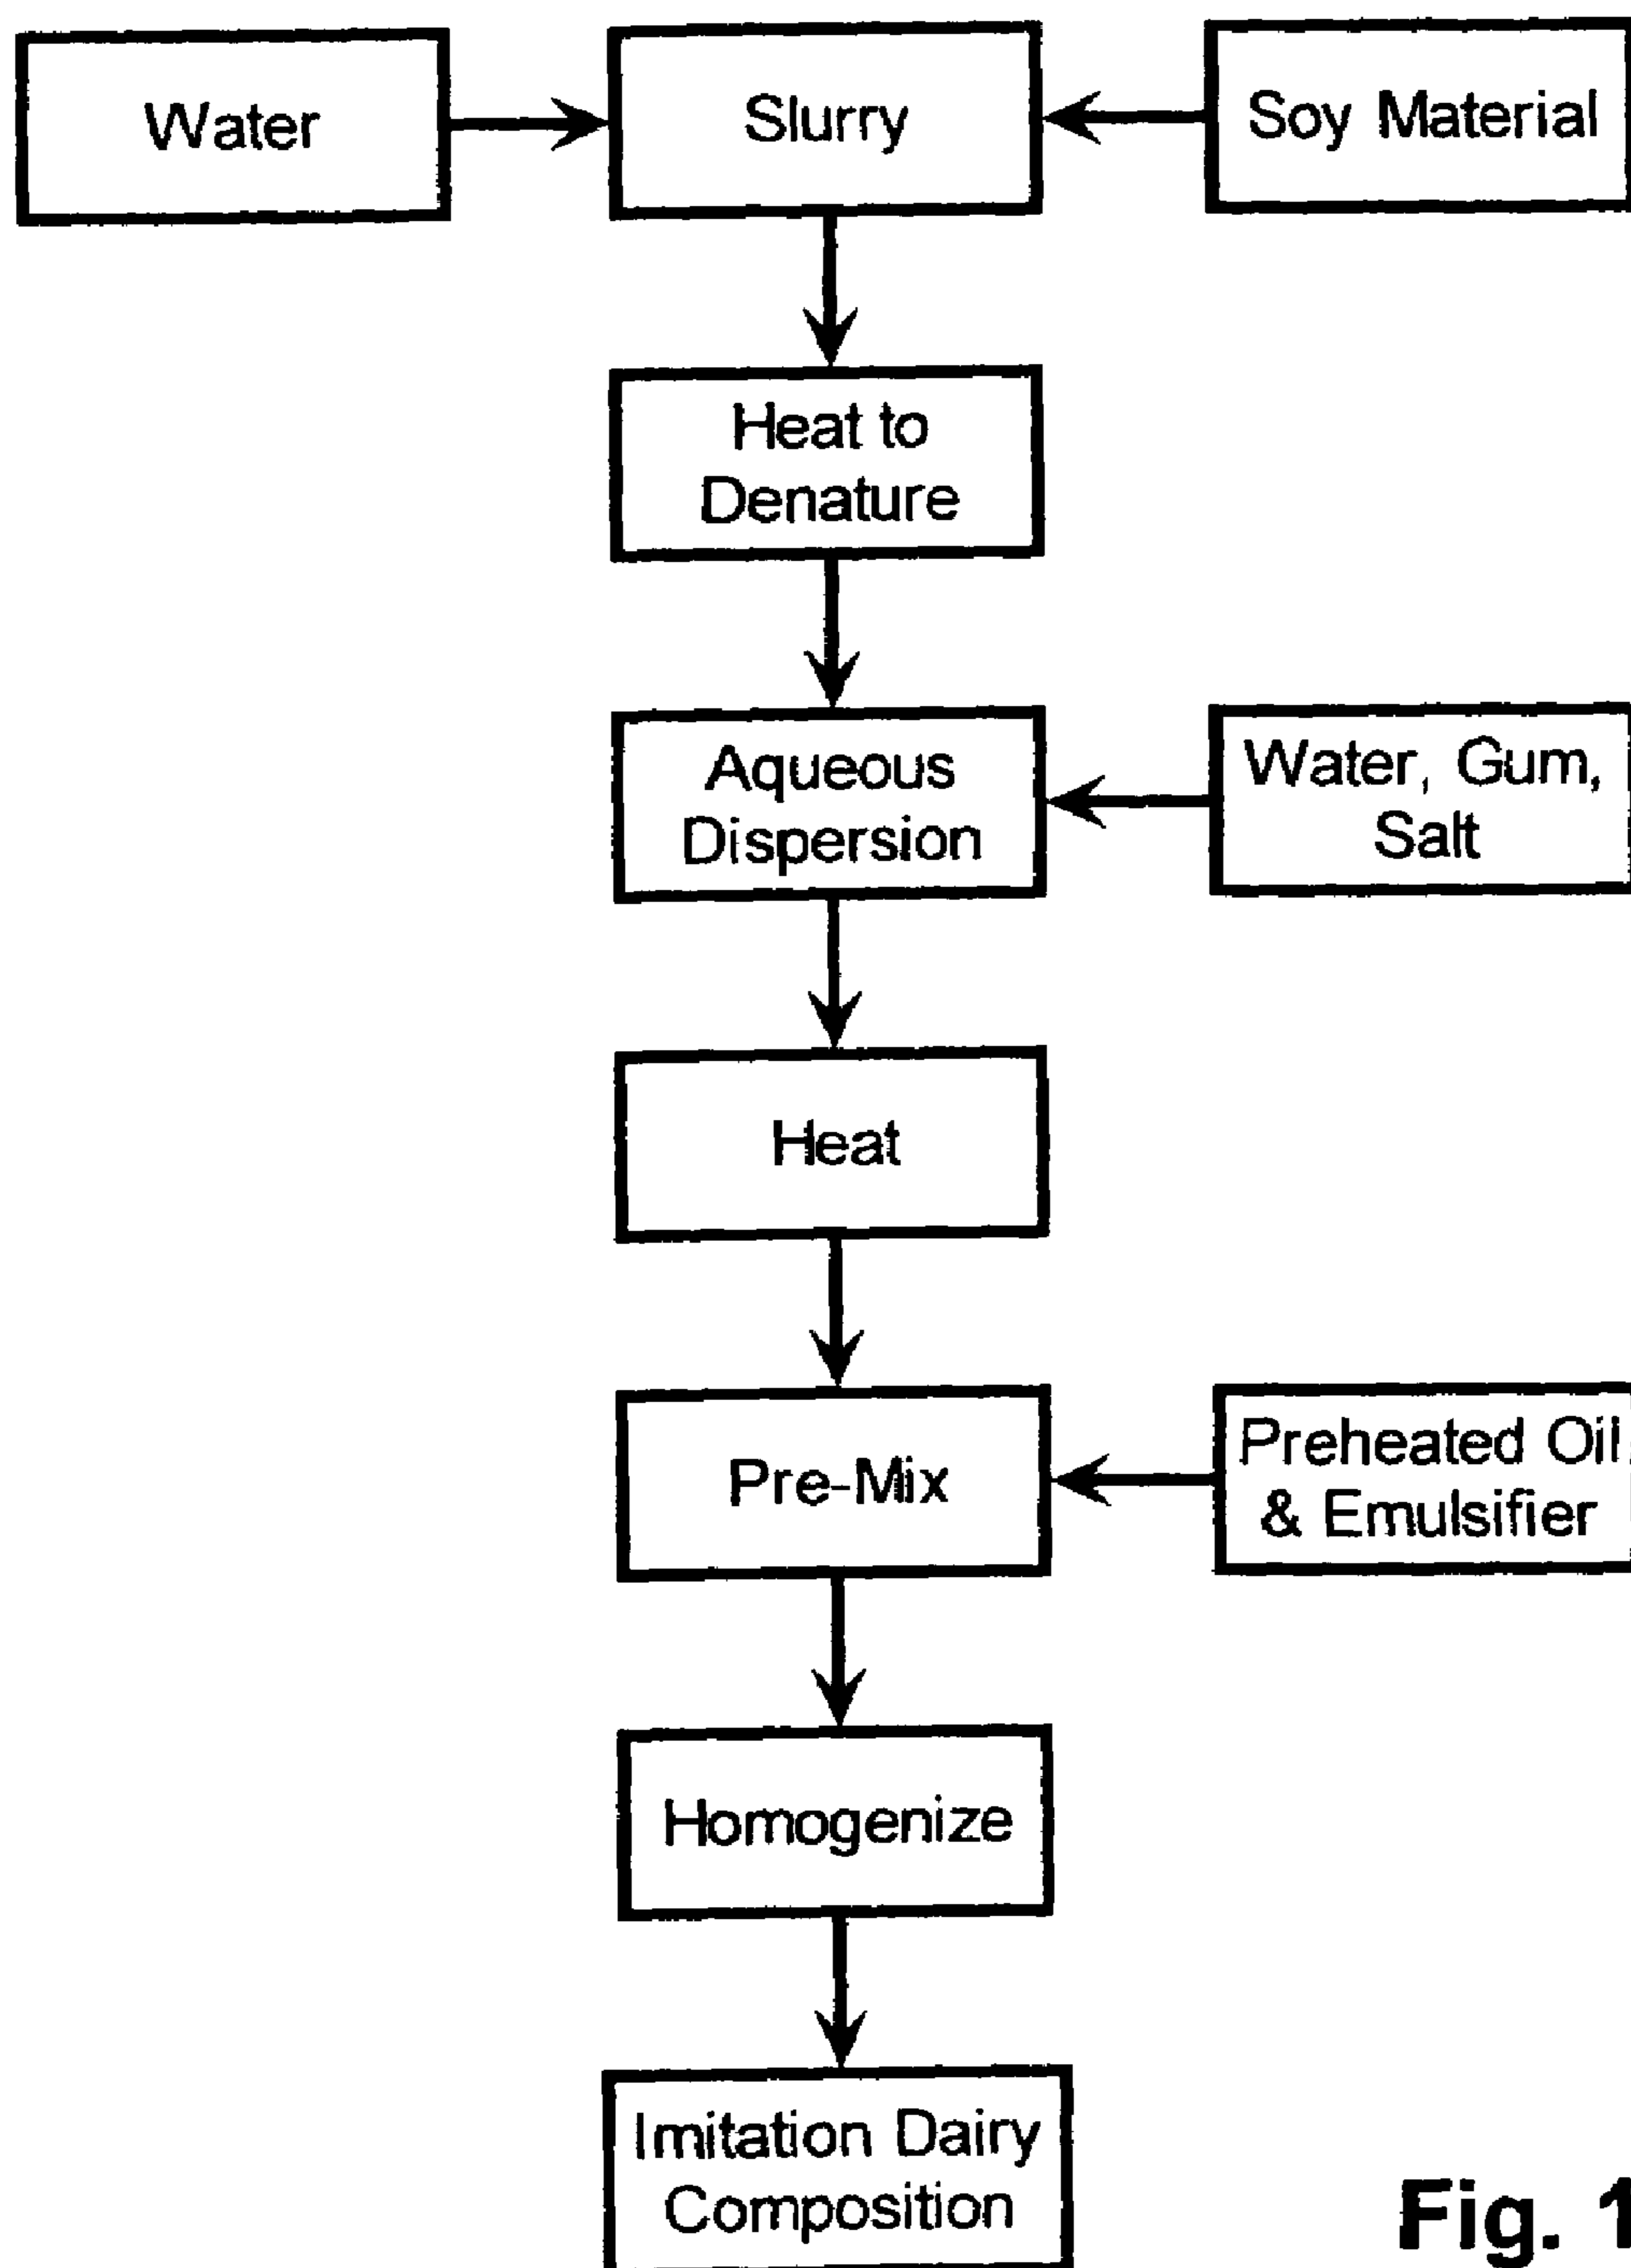 Water
Slurry
Soy Material
Heat to
Denature
Aqueous
Dispersion
Water, Gum,
Salt
Heat
Pre-Mix
Preheated Oil
& Emulsifier
Homogenize
Imitation Dairy
Composition
Fig. 1